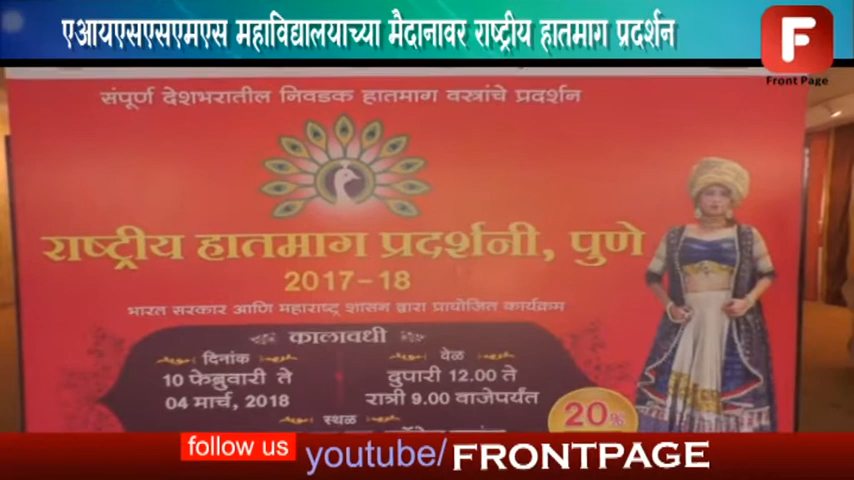 एआयएसएसएमएस महाविद्यालयाच्या मैदानावर राष्ट्रीय हातमाग प्रदर्शन
F
Front Page
संपूर्ण देशभरातील निवडक हातमाग वस्त्रांचे प्रदर्शन
राष्ट्रीय हातमाग प्रदर्शनी, पुणे
2017-18
भारत सरकार आणि महाराष्ट्र शासन द्वारा प्रायोजित कार्यक्रम
कालावधी
दिनांक
10 फेब्रुवारी ते
04 मार्च, 2018
वेळ
दुपारी 12.00 ते
रात्री 9.00 वाजेपर्यंत
स्थळ
20%
follow us youtube/ FRONTPAGE